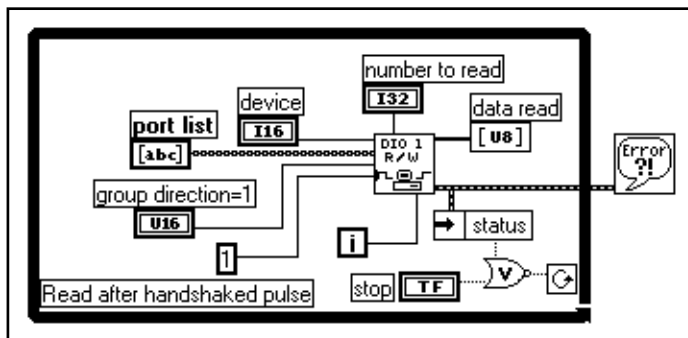 number to read
I32
device
I16
data read
[U8]
port list
[abc]
DIO 1
R/W
Error
?!
group direction=1
U16
status
1
i
V
stop
TF
Read after handshaked pulse